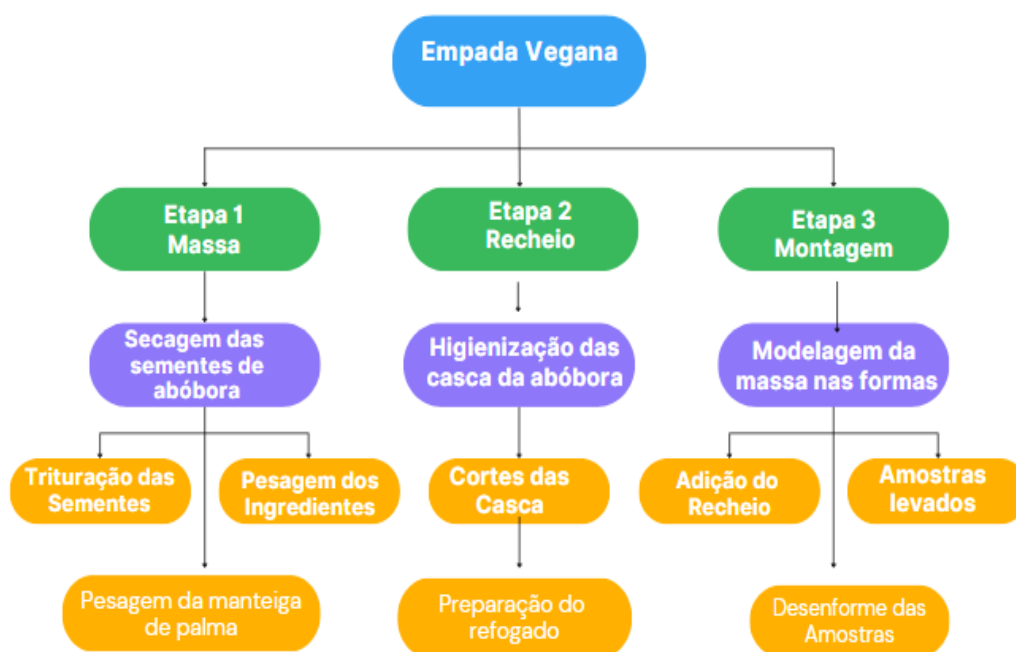 Empada Vegana
Etapa 1
Massa
Etapa 2
Recheio
Etapa 3
Montagem
Secagem das
sementes de
abóbora
Higienização das
casca da abóbora
Modelagem da
massa nas formas
Trituração das
Sementes
Pesagem dos
Ingredientes
Cortes das
Casca
Adição do
Recheio
Amostras
levados
Pesagem da manteiga
de palma
Preparação do
refogado
Desenforme das
Amostras